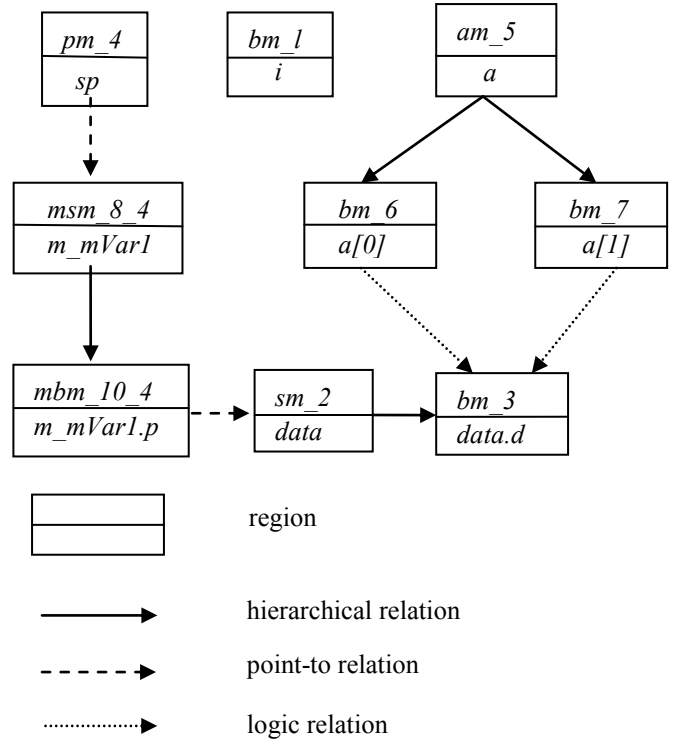 pm_4
sp
bm_l
i
am_5
a
msm_8_4
m_mVar1
bm_6
a[0]
bm_7
a[1]
mbm_10_4
m_mVar1.p
sm_2
data
bm_3
data.d
region
hierarchical relation
point-to relation
logic relation